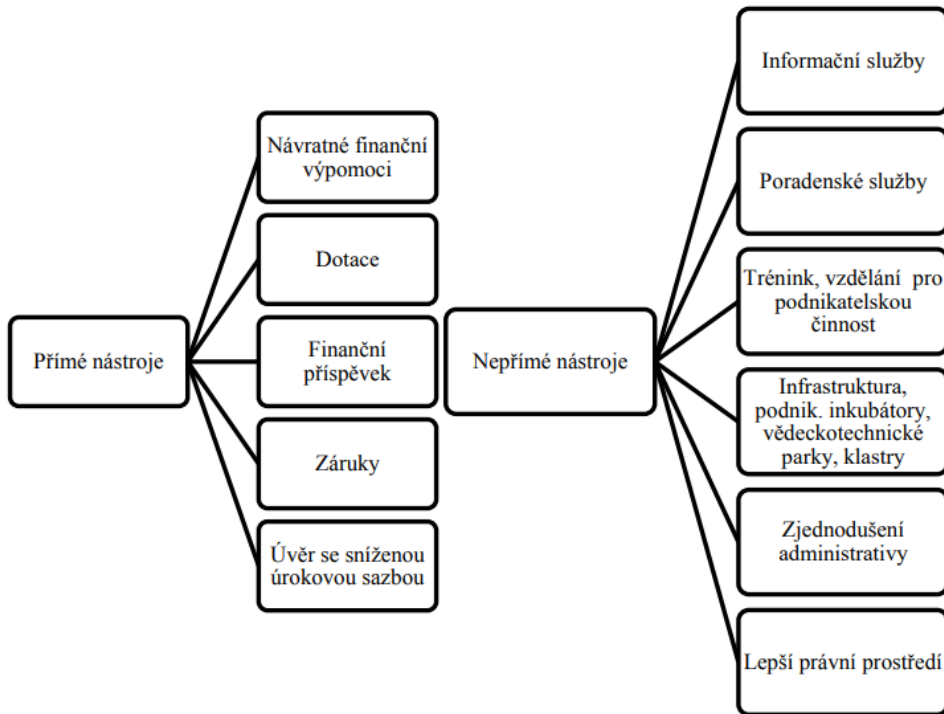 Přímé nástroje
Návratné finanční
výpomoci
Dotace
Finanční
příspěvek
Záruky
Úvěr se sníženou
úrokovou sazbou
Nepřímé nástroje
Informační služby
Poradenské služby
Trénink, vzdělání pro
podnikatelskou
činnost
Infrastruktura,
podnik. inkubátory,
vědeckotechnické
parky, klastry
Zjednodušení
administrativy
Lepší právní prostředí